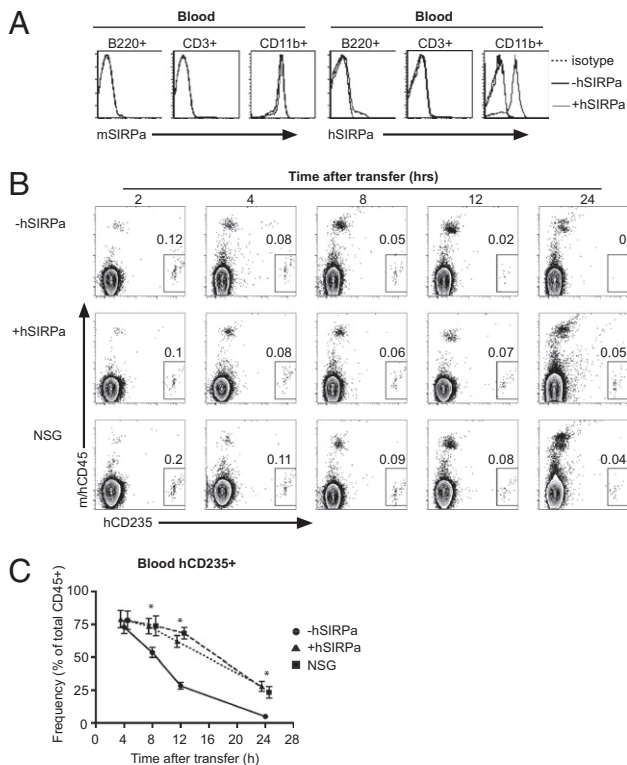 A
Blood Blood
B220+ CD3+ CD11b+ B220+ CD3+ CD11b+
isotype
-hSIRPa
+hSIRPa
mSIRPa hSIRPa
B
Time after transfer (hrs)
2 4 8 12 24
-hSIRPa
0.12 0.08 0.05 0.02 0
+hSIRPa
0.1 0.08 0.06 0.07 0.05
NSG
0.2 0.11 0.09 0.08 0.04
m/hCD45
hCD235
C
Blood hCD235+
Frequency (% of total CD45+)
100
75
50
25
0
* * *
-hSIRPa
+hSIRPa
NSG
0 4 8 12 16 20 24 28
Time after transfer (h)